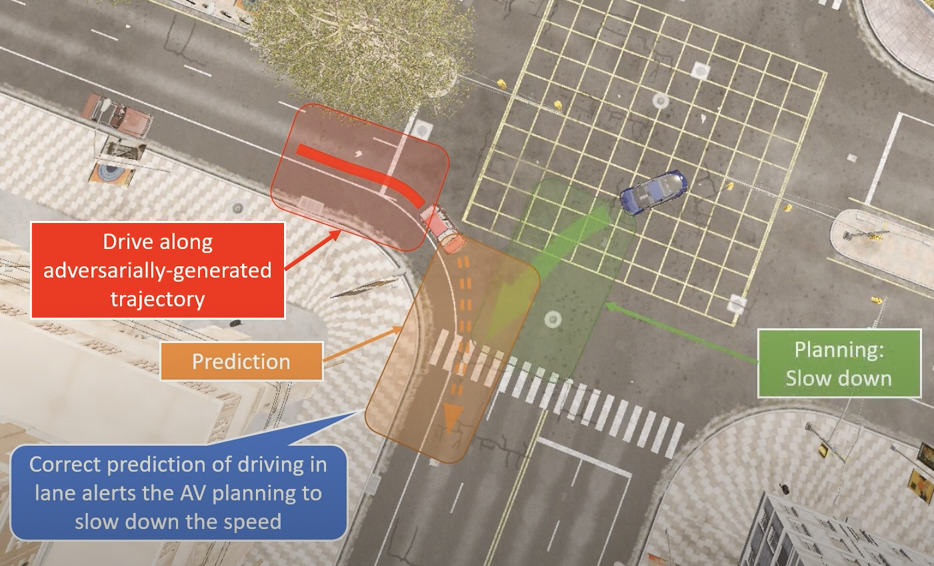 Drive along
adversarially-generated
trajectory
Prediction
Planning:
Slow down
Correct prediction of driving in
lane alerts the AV planning to
slow down the speed